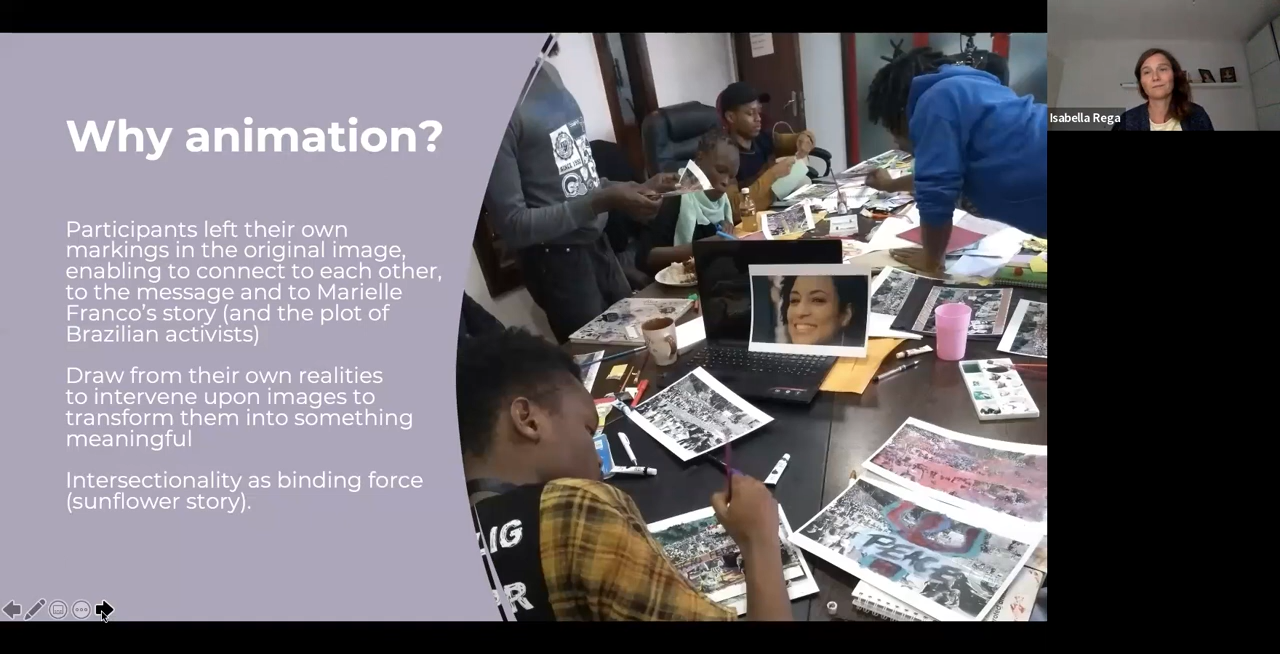 Why animation?
Participants left their own
markings in the original image,
enabling to connect to each other,
to the message and to Marielle
Franco’s story (and the plot of
Brazilian activists)
Draw from their own realities
to intervene upon images to
transform them into something
meaningful
Intersectionality as binding force
(sunflower story).
Isabella Rega
PEACE